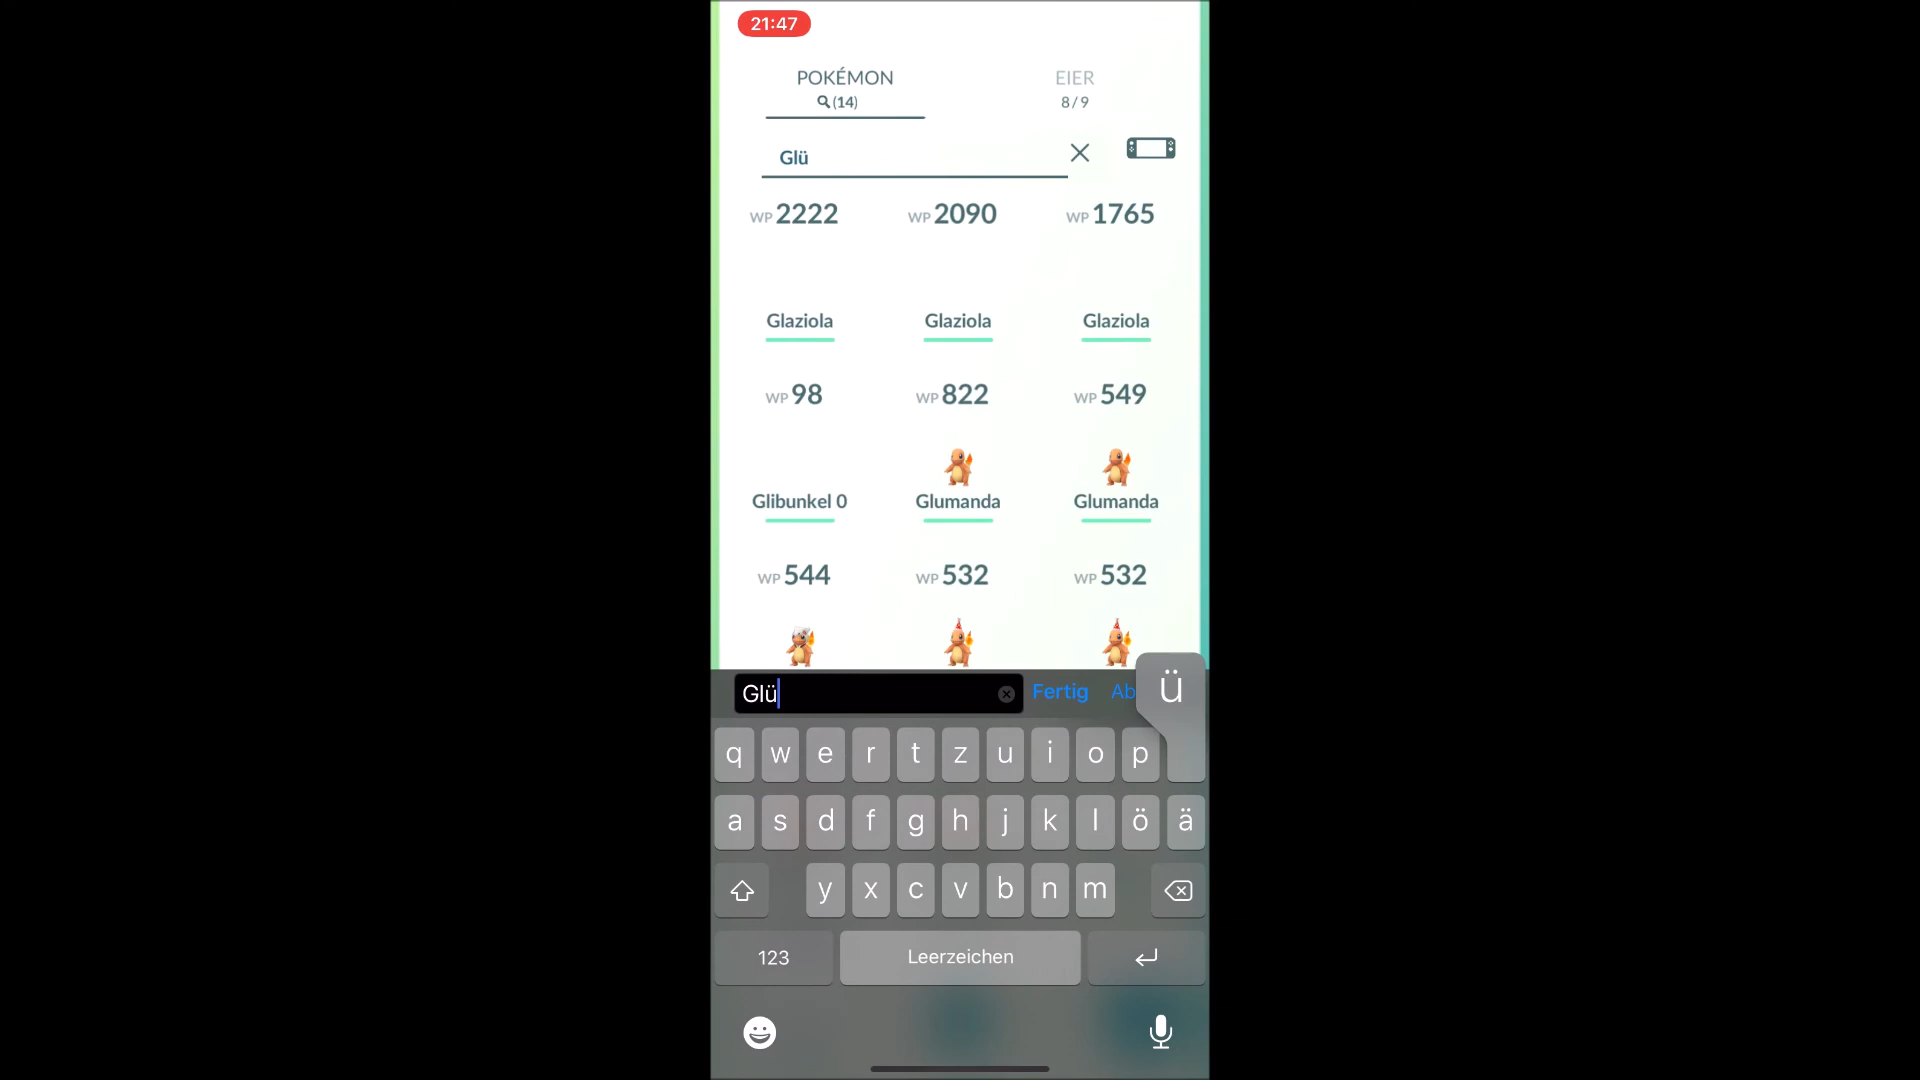 21:47
POKÉMON EIER
(14) 8/9
Glü
WP 2222 WP 2090 WP 1765
Glaziola Glaziola Glaziola
WP 98 WP 822 WP 549
Glibunkel 0 Glumanda Glumanda
WP 544 WP 532 WP 532
Glü Fertig Ab ü
q w e r t z u i o p
a s d f g h j k l ö ä
y x c v b n m
123 Leerzeichen